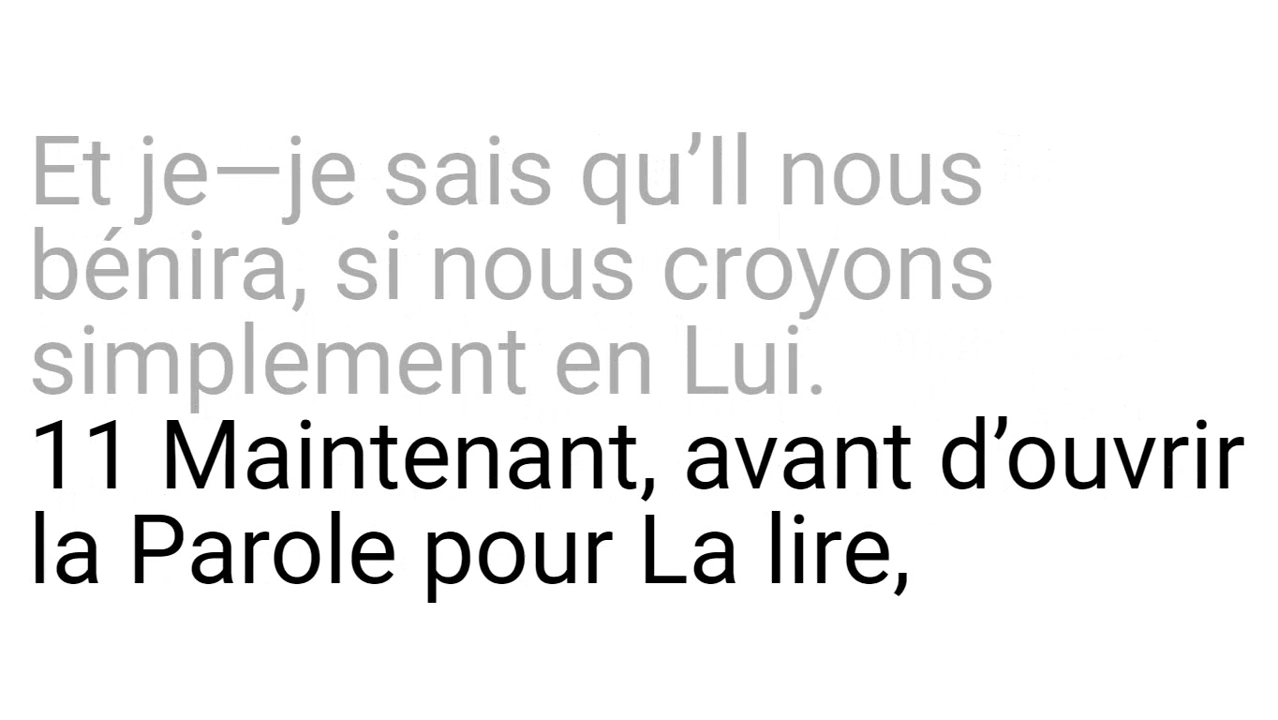 Et je—je sais qu’Il nous
bénira, si nous croyons
simplement en Lui.
11 Maintenant, avant d’ouvrir
la Parole pour La lire,